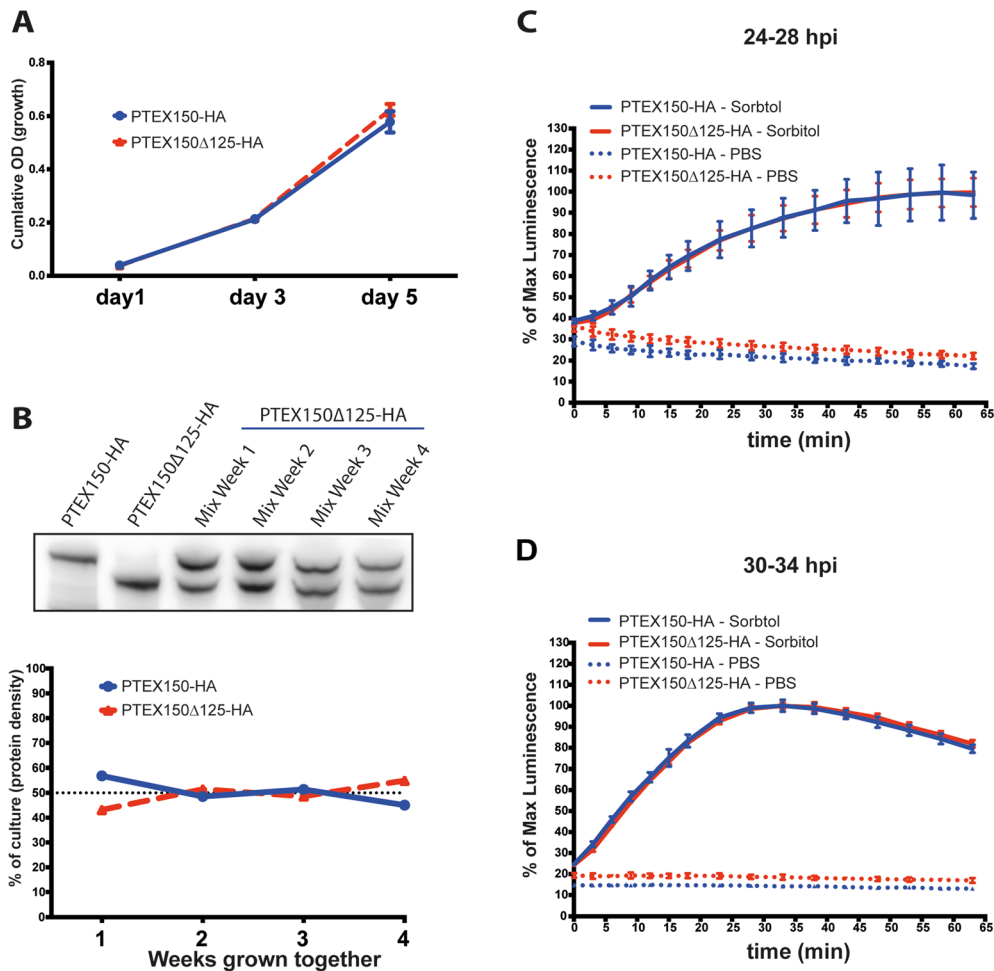 A
0.8
0.6
0.4
0.2
0.0
Cumulative OD (growth)
PTEX150-HA
PTEX150Δ125-HA
day1
day 3
day 5
B
PTEX150Δ125-HA
PTEX150-HA
PTEX150Δ125-HA
Mix Week 1
Mix Week 2
Mix Week 3
Mix Week 4
100
90
80
70
60
50
40
30
20
10
0
% of culture (protein density)
PTEX150-HA
PTEX150Δ125-HA
1
2
3
4
Weeks grown together
C
24-28 hpi
PTEX150-HA - Sorbtol
PTEX150Δ125-HA - Sorbitol
PTEX150-HA - PBS
PTEX150Δ125-HA - PBS
130
120
110
100
90
80
70
60
50
40
30
20
10
0
% of Max Luminescence
0 5 10 15 20 25 30 35 40 45 50 55 60 65
time (min)
D
30-34 hpi
PTEX150-HA - Sorbtol
PTEX150Δ125-HA - Sorbitol
PTEX150-HA - PBS
PTEX150Δ125-HA - PBS
130
120
110
100
90
80
70
60
50
40
30
20
10
0
% of Max Luminescence
0 5 10 15 20 25 30 35 40 45 50 55 60 65
time (min)